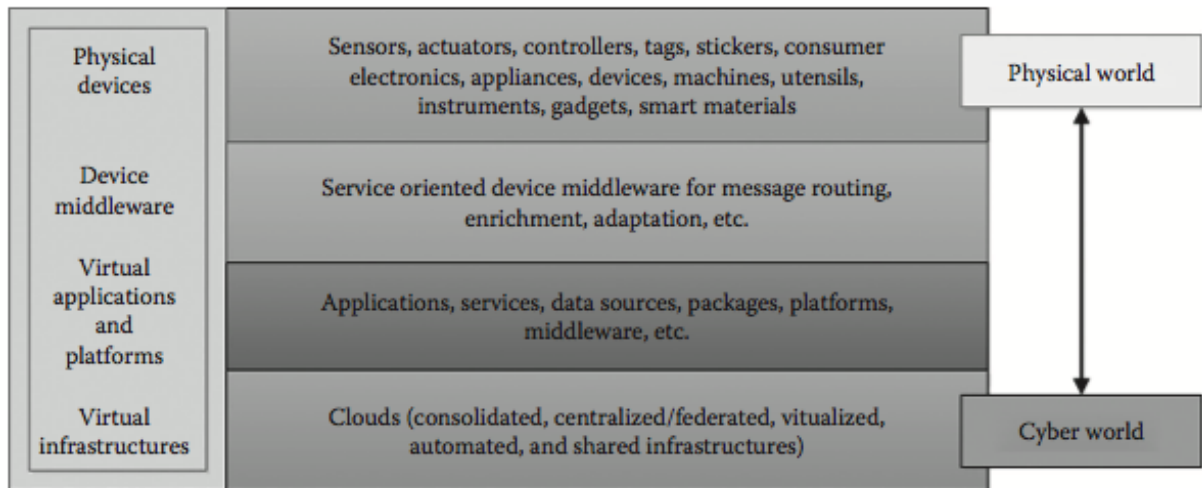 Physical
devices
Sensors, actuators, controllers, tags, stickers, consumer
electronics, appliances, devices, machines, utensils,
instruments, gadgets, smart materials
Physical world
Device
middleware
Service oriented device middleware for message routing,
enrichment, adaptation, etc.
Virtual
applications
and
platforms
Applications, services, data sources, packages, platforms,
middleware, etc.
Virtual
infrastructures
Clouds (consolidated, centralized/federated, vitualized,
automated, and shared infrastructures)
Cyber world